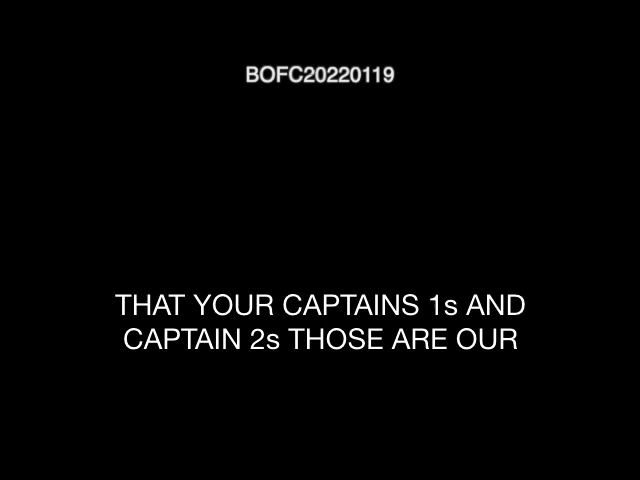 BOFC20220119
THAT YOUR CAPTAINS 1s AND
CAPTAIN 2s THOSE ARE OUR